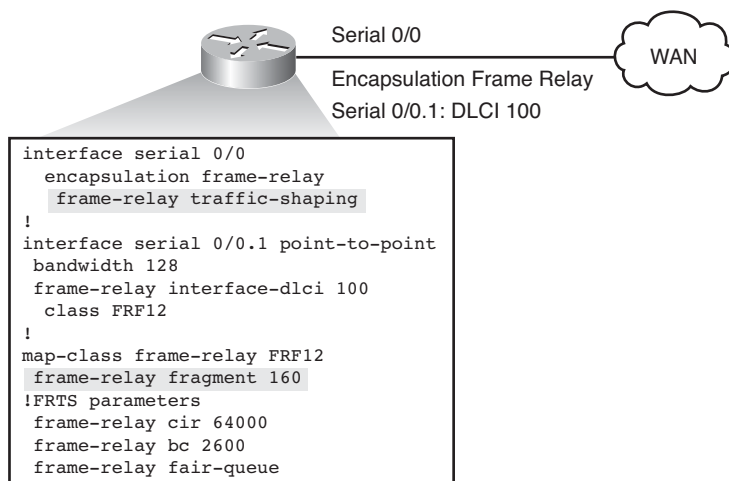 Serial 0/0
WAN
Encapsulation Frame Relay
Serial 0/0.1: DLCI 100
interface serial 0/0
encapsulation frame-relay
frame-relay traffic-shaping
!
interface serial 0/0.1 point-to-point
bandwidth 128
frame-relay interface-dlci 100
class FRF12
!
map-class frame-relay FRF12
frame-relay fragment 160
!FRTS parameters
frame-relay cir 64000
frame-relay bc 2600
frame-relay fair-queue